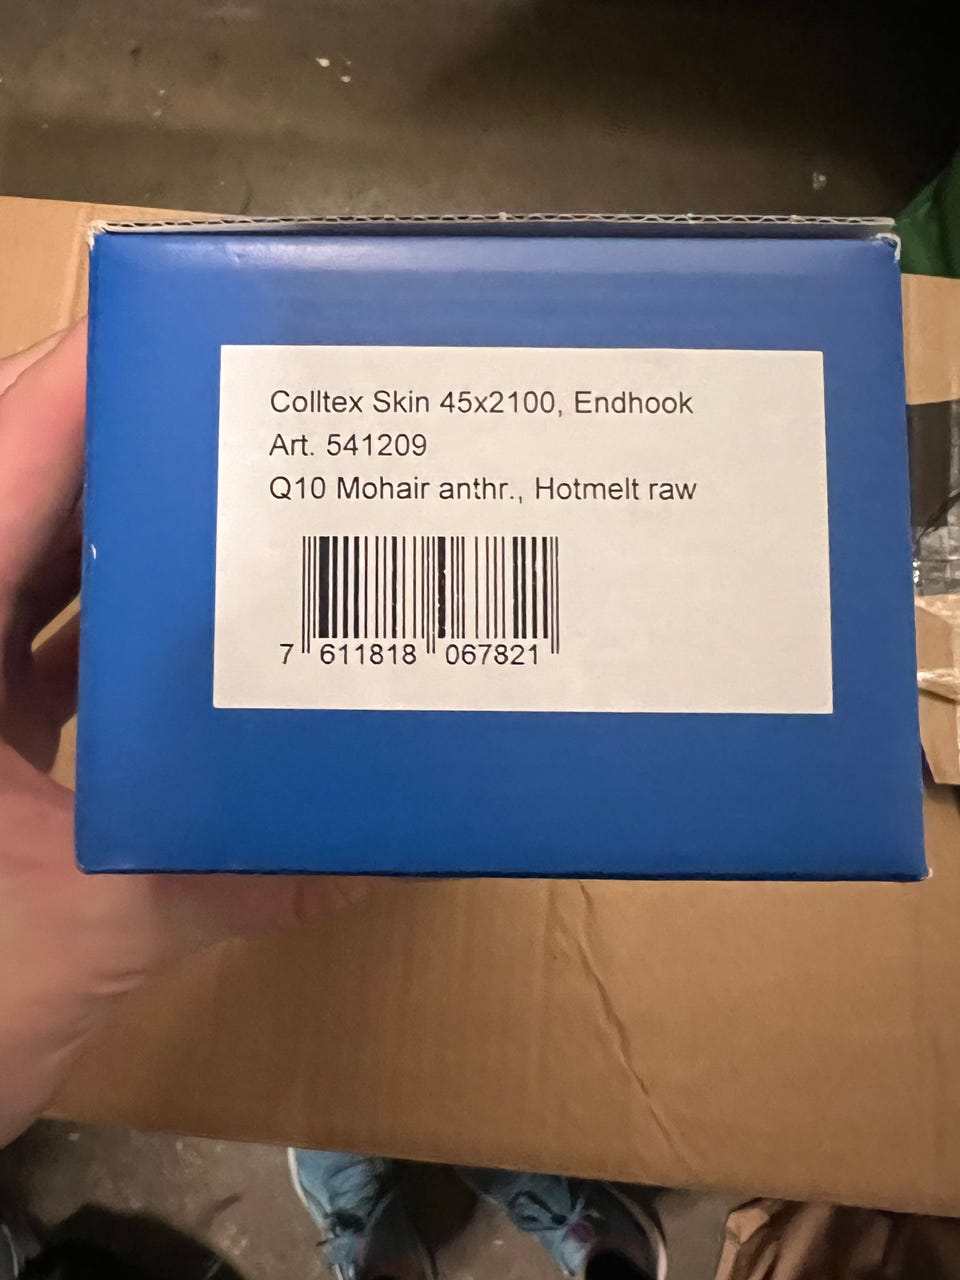 Colltex Skin 45x2100, Endhook
Art. 541209
Q10 Mohair anthr., Hotmelt raw
7 611818 067821